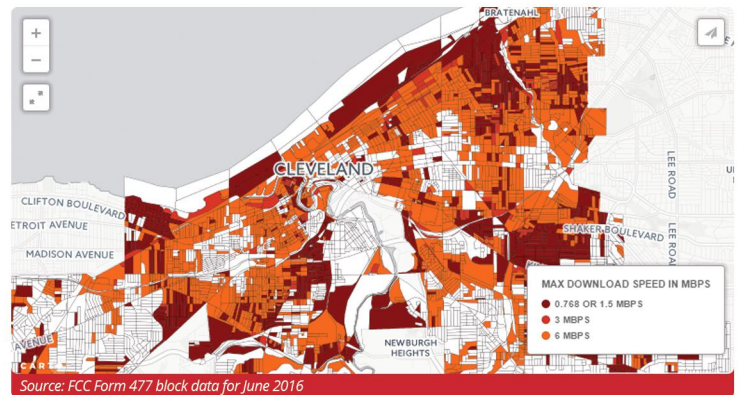 BRATENAHL
CLEVELAND
CLIFTON BOULEVARD
ETROIT AVENUE
MADISON AVENUE
AVENUE
LEE ROAD
SHAKER BOULEVARD
LEE ROA
NEWBURGH
HEIGHTS
MAX DOWNLOAD SPEED IN MBPS
0.768 OR 1.5 MBPS
3 MBPS
6 MBPS
CART
Source: FCC Form 477 block data for June 2016